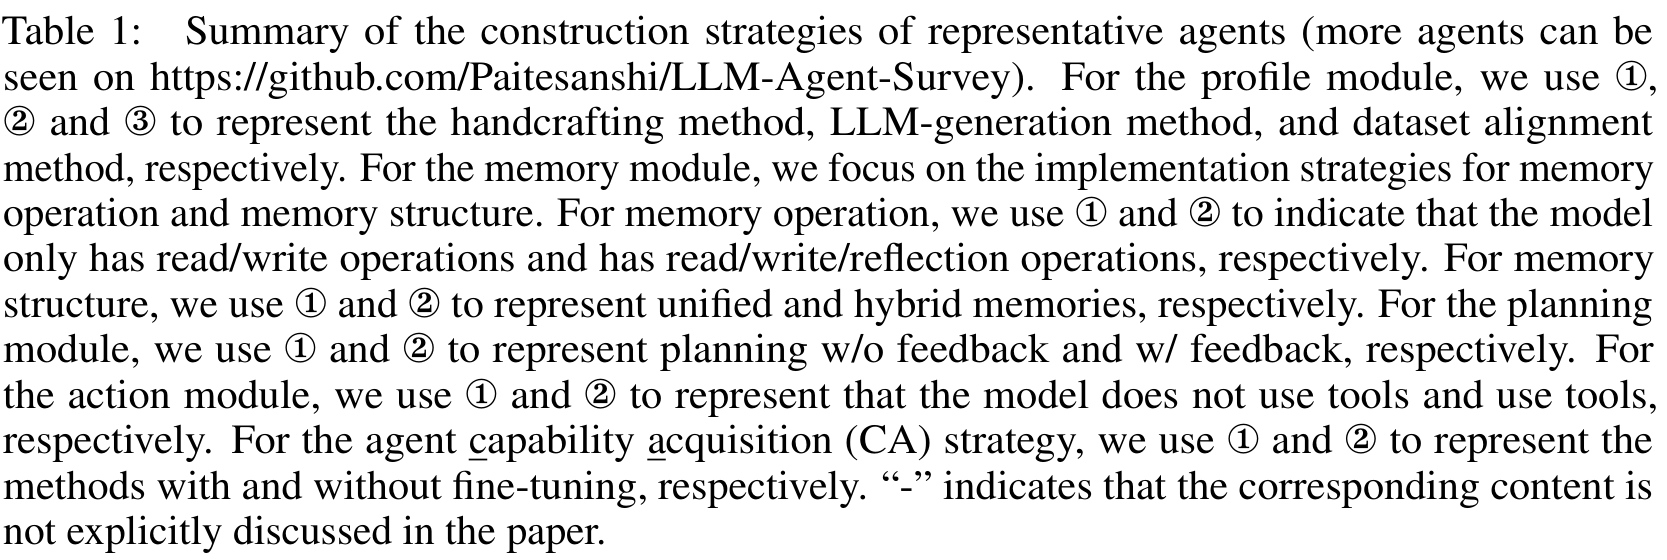 Table 1: Summary of the construction strategies of representative agents (more agents can be
seen on https://github.com/Paitesanshi/LLM-Agent-Survey). For the profile module, we use ①,
② and ③ to represent the handcrafting method, LLM-generation method, and dataset alignment
method, respectively. For the memory module, we focus on the implementation strategies for memory
operation and memory structure. For memory operation, we use ① and ② to indicate that the model
only has read/write operations and has read/write/reflection operations, respectively. For memory
structure, we use ① and ② to represent unified and hybrid memories, respectively. For the planning
module, we use ① and ② to represent planning w/o feedback and w/ feedback, respectively. For
the action module, we use ① and ② to represent that the model does not use tools and use tools,
respectively. For the agent capability acquisition (CA) strategy, we use ① and ② to represent the
methods with and without fine-tuning, respectively. “-” indicates that the corresponding content is
not explicitly discussed in the paper.